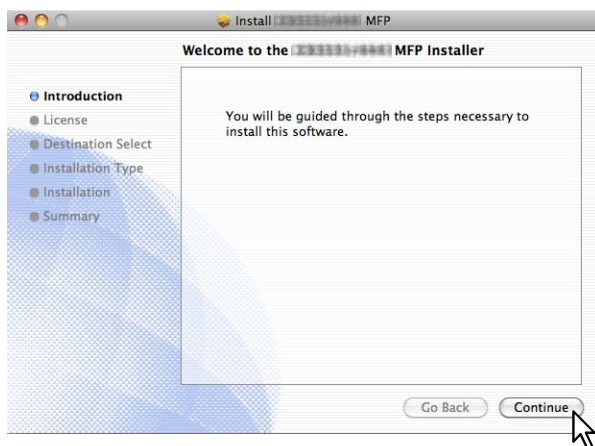 Install MFP
Welcome to the MFP Installer
Introduction
License
Destination Select
Installation Type
Installation
Summary
You will be guided through the steps necessary to
install this software.
Go Back
Continue